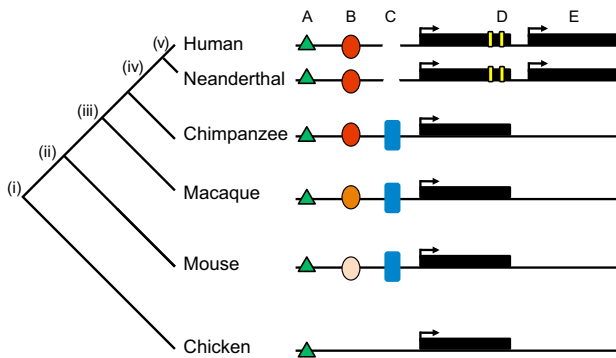 A B C D E
(v) Human
(iv) Neanderthal
(iii) Chimpanzee
(ii) Macaque
(i) Mouse
Chicken